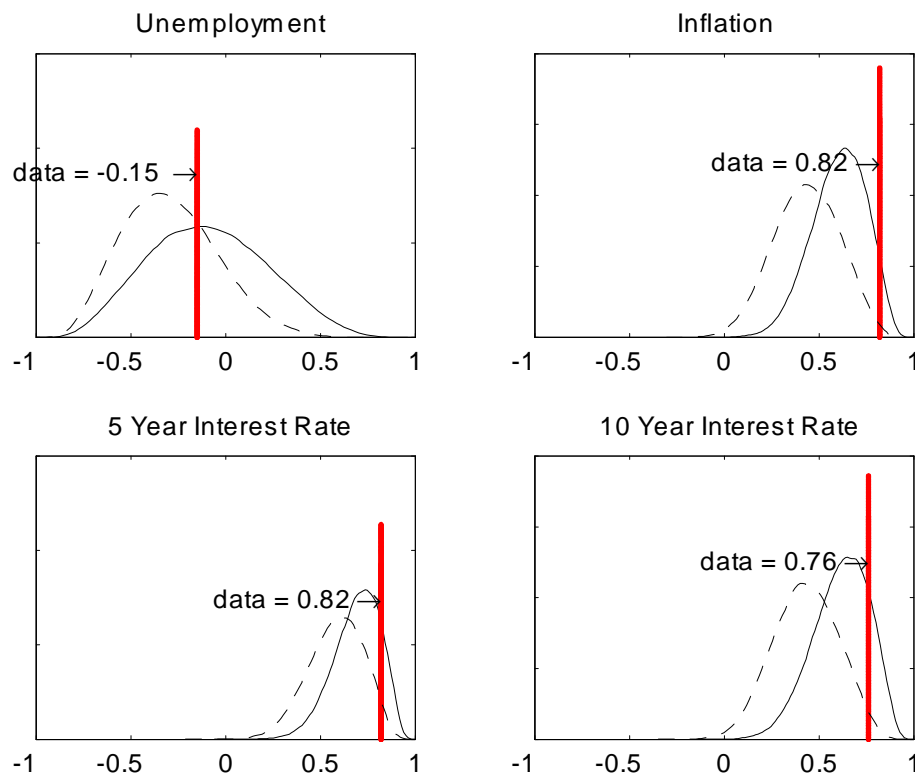 Unemployment
Inflation
data = -0.15
data = 0.82
-1 -0.5 0 0.5 1
-1 -0.5 0 0.5 1
5 Year Interest Rate
10 Year Interest Rate
data = 0.82
data = 0.76
-1 -0.5 0 0.5 1
-1 -0.5 0 0.5 1